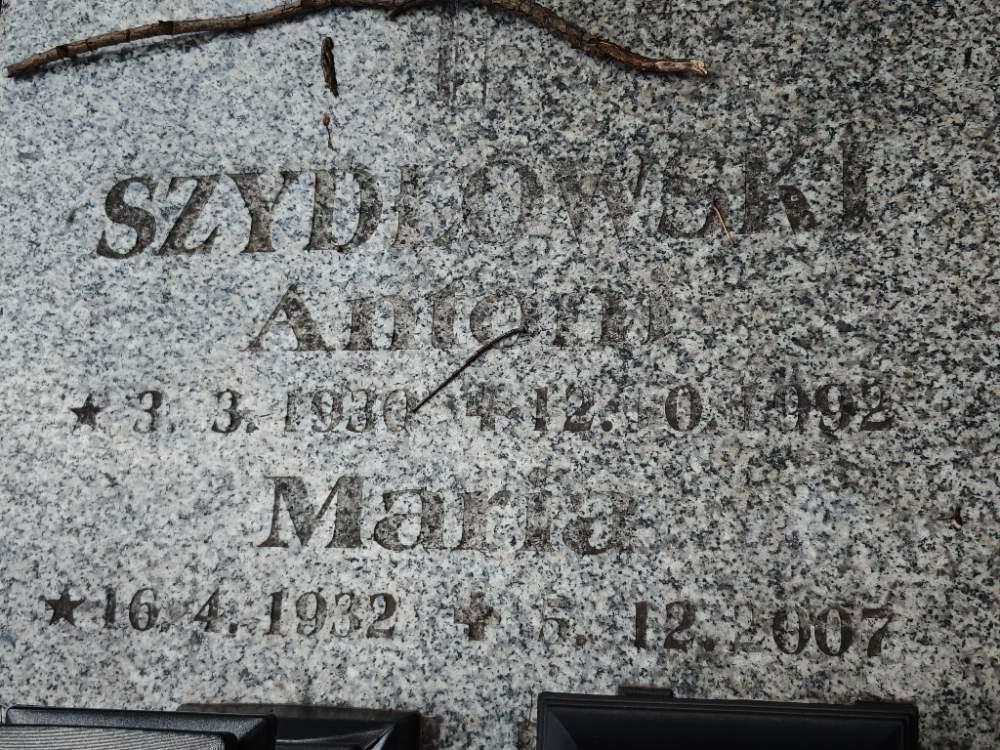 SZYDŁOWSKI
Antoni
★ 3. 3. 1930 ✝ 12. 10. 1992
Maria
★ 16. 4. 1932 ✝ 5. 12. 2007